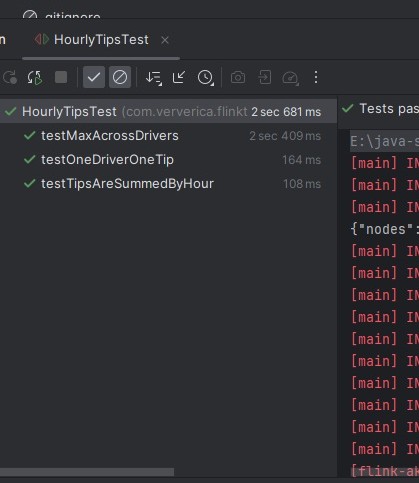 .gitignore
n HourlyTipsTest ×
HourlyTipsTest (com.ververica.flinkt 2 sec 681 ms
testMaxAcrossDrivers 2 sec 409 ms
testOneDriverOneTip 164 ms
testTipsAreSummedByHour 108 ms
Tests pas
E:\java-s
[main] IN
[main] IN
[main] IN
{"nodes":
[main] IN
[main] IN
[main] IN
[main] IN
[main] IN
[main] IN
[main] IN
[main] IN
[main] IN
[main] IN
[flink-ak